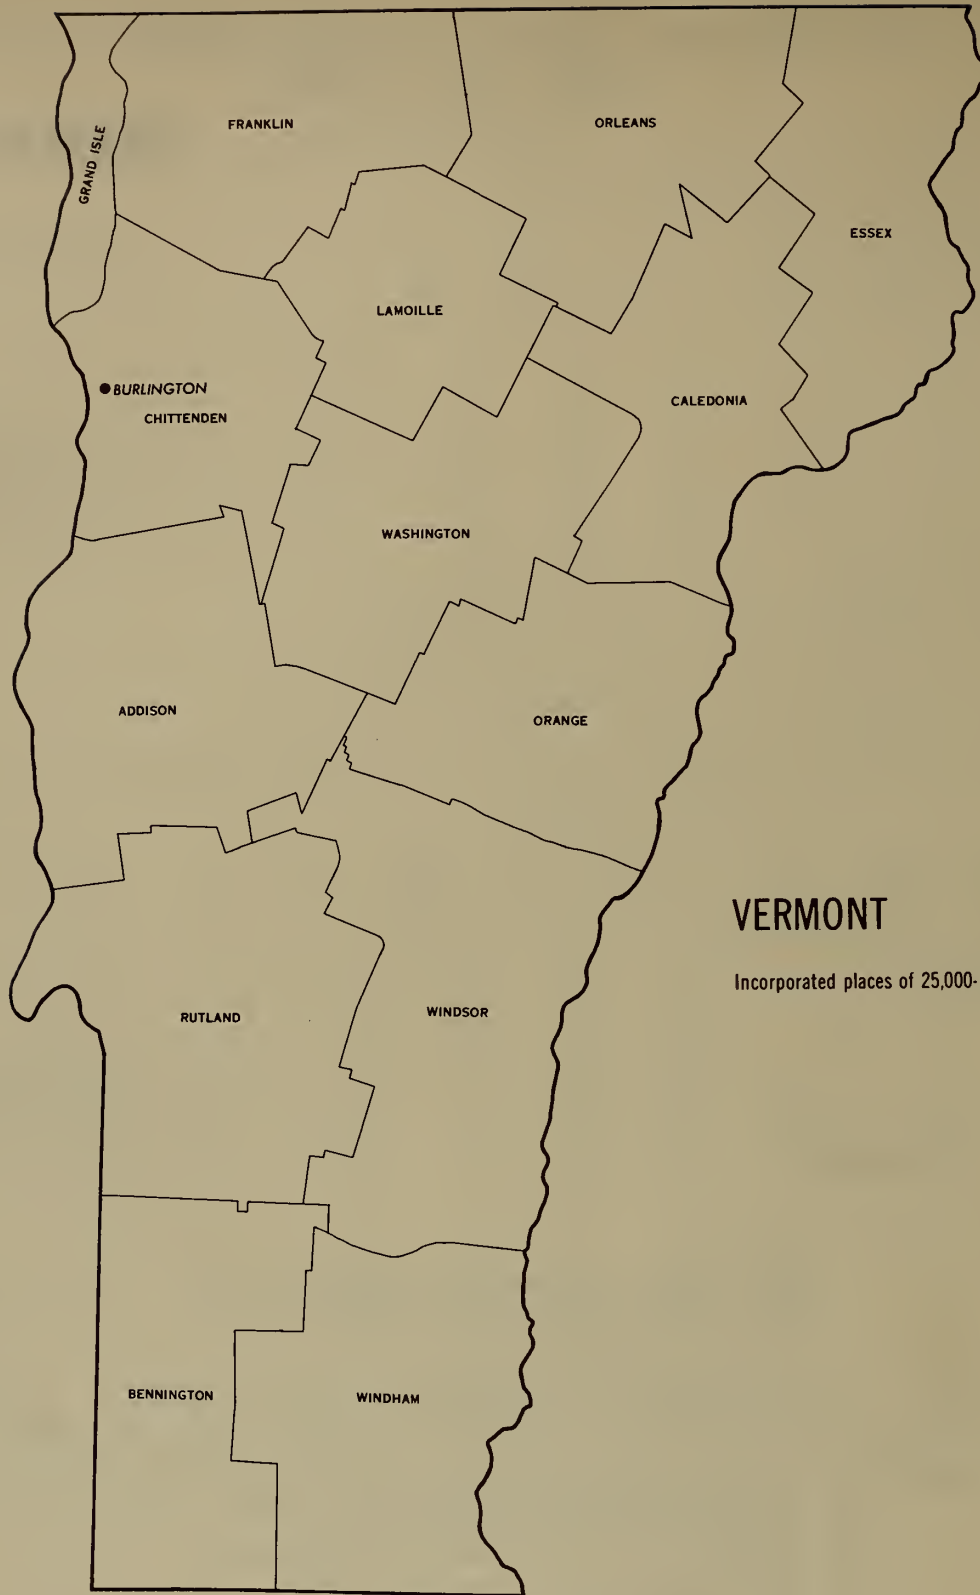 FRANKLIN
ORLEANS
GRAND ISLE
ESSEX
LAMOILLE
BURLINGTON
CHITTENDEN
CALEDONIA
WASHINGTON
ADDISON
ORANGE
VERMONT
Incorporated places of 25,000-
RUTLAND
WINDSOR
BENNINGTON
WINDHAM